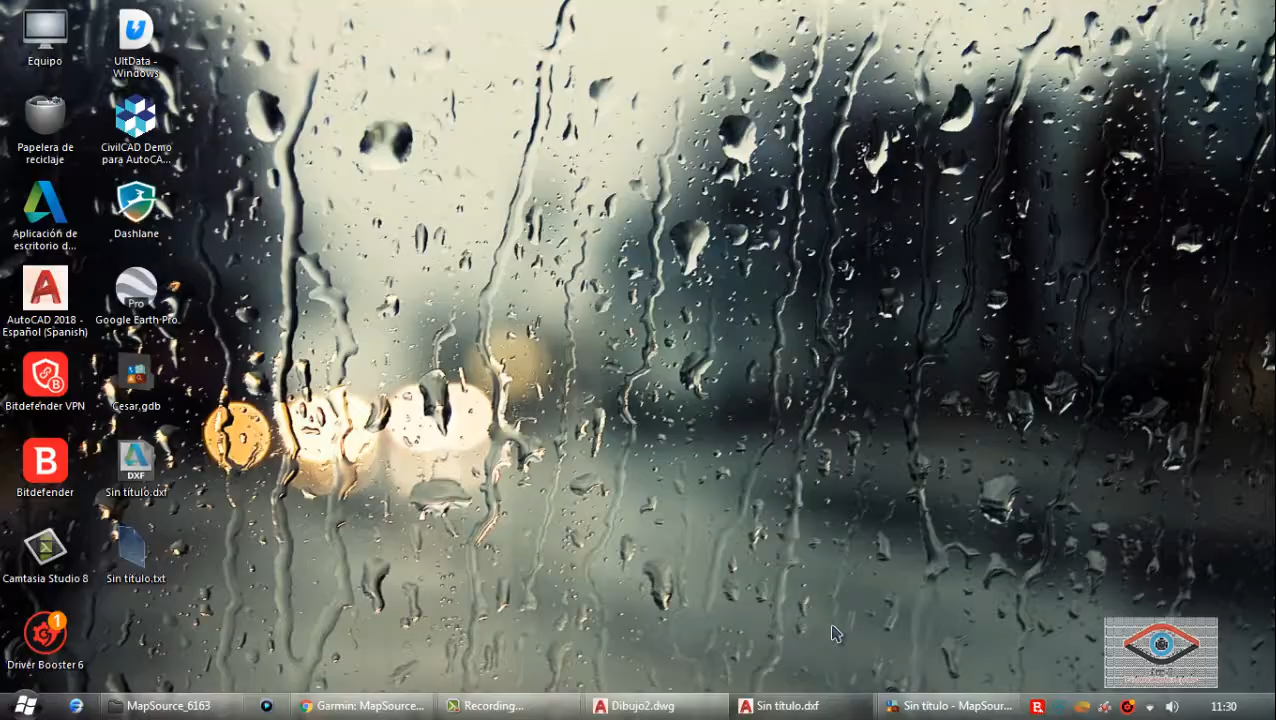 Equipo
UltData -
Windows
Papelera de
reciclaje
CivilCAD Demo
para AutoCA...
Aplicación de
escritorio d...
Dashlane
AutoCAD 2018 -
Español (Spanish)
Pro
Google Earth Pro
Bitdefender VPN
Cesar.gdb
B
Bitdefender
DXF
Sin título.dxf
Camtasia Studio 8
Sin título.txt
1
Driver Booster 6
MapSource_6163
Garmin: MapSource...
Recording...
Dibujo2.dwg
Sin título.dxf
Sin título - MapSour...
B
11:30